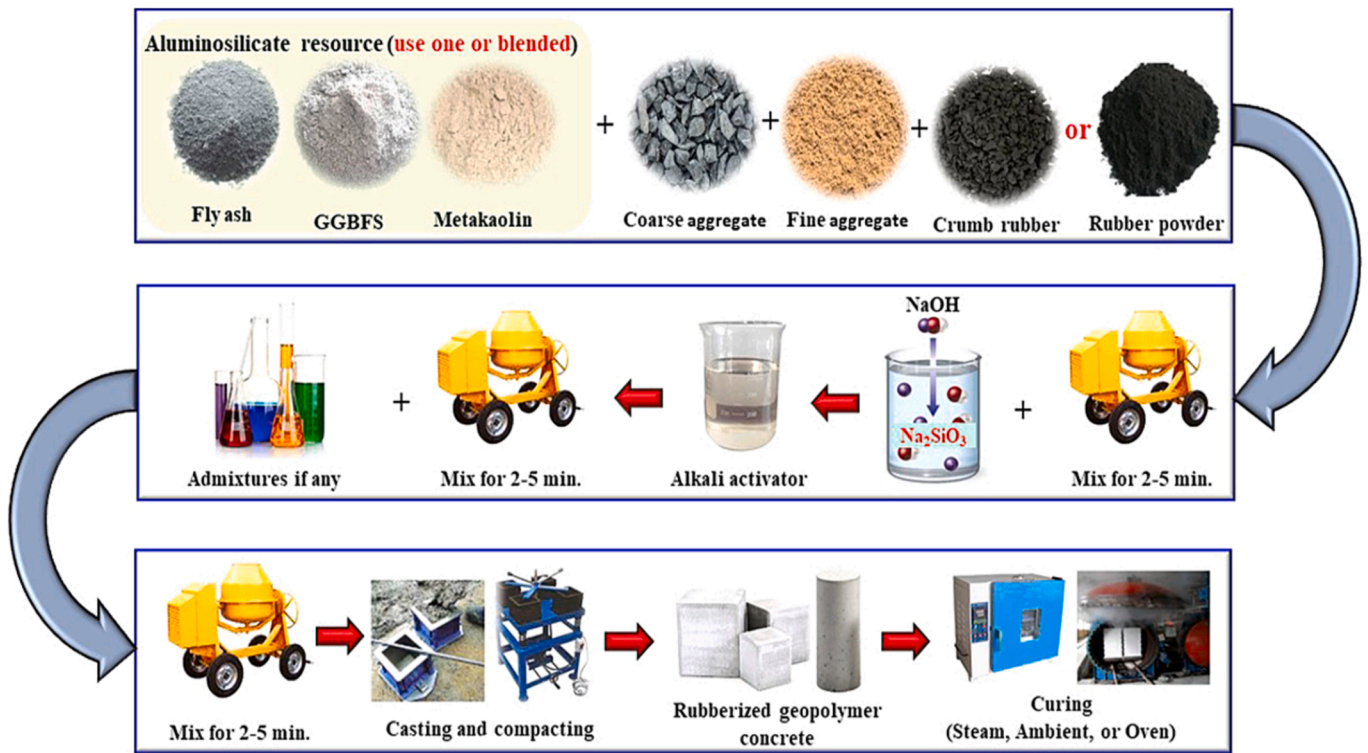 Aluminosilicate resource (use one or blended)
+
+
+
or
Fly ash
GGBFS
Metakaolin
Coarse aggregate
Fine aggregate
Crumb rubber
Rubber powder
NaOH
Na₂SiO₃
+
+
Admixtures if any
Mix for 2-5 min.
Alkali activator
Mix for 2-5 min.
Mix for 2-5 min.
Casting and compacting
Rubberized geopolymer
concrete
Curing
(Steam, Ambient, or Oven)